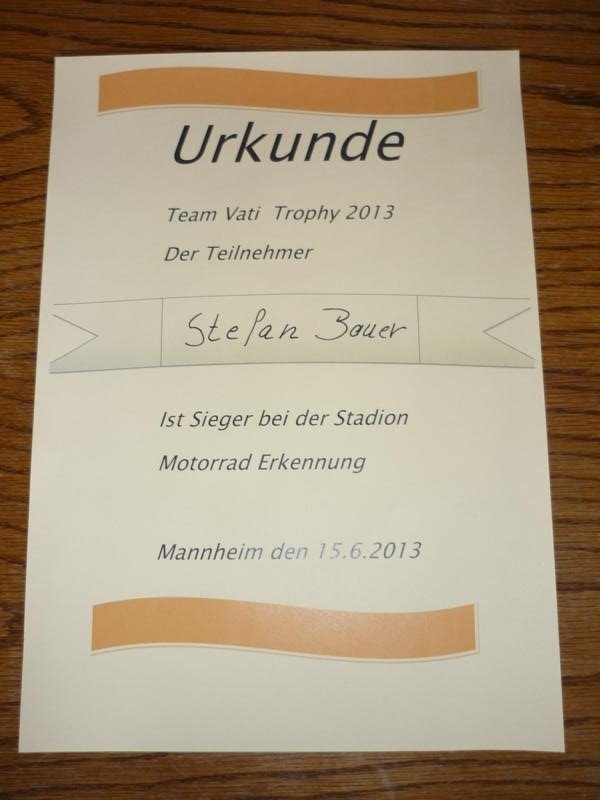 Urkunde
Team Vati Trophy 2013
Der Teilnehmer
Stefan Bauer
Ist Sieger bei der Stadion
Motorrad Erkennung
Mannheim den 15.6.2013